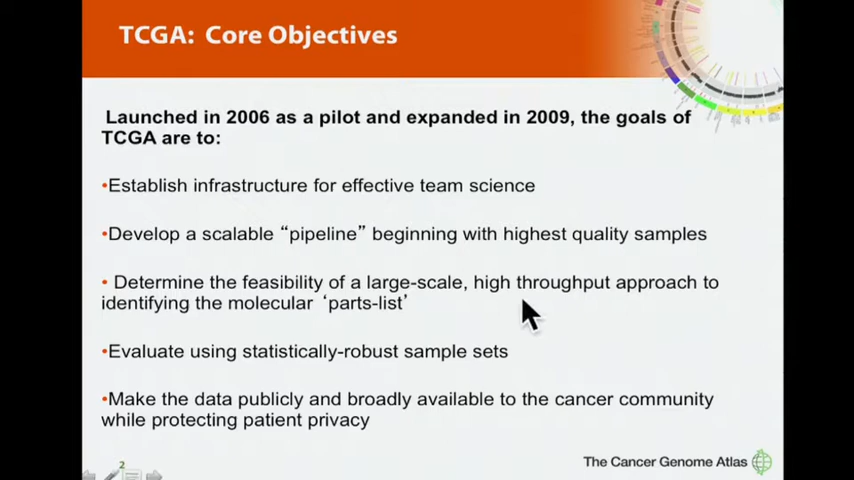 TCGA: Core Objectives
Launched in 2006 as a pilot and expanded in 2009, the goals of
TCGA are to:
•Establish infrastructure for effective team science
•Develop a scalable “pipeline” beginning with highest quality samples
• Determine the feasibility of a large-scale, high throughput approach to
identifying the molecular ‘parts-list’
•Evaluate using statistically-robust sample sets
•Make the data publicly and broadly available to the cancer community
while protecting patient privacy
2
The Cancer Genome Atlas